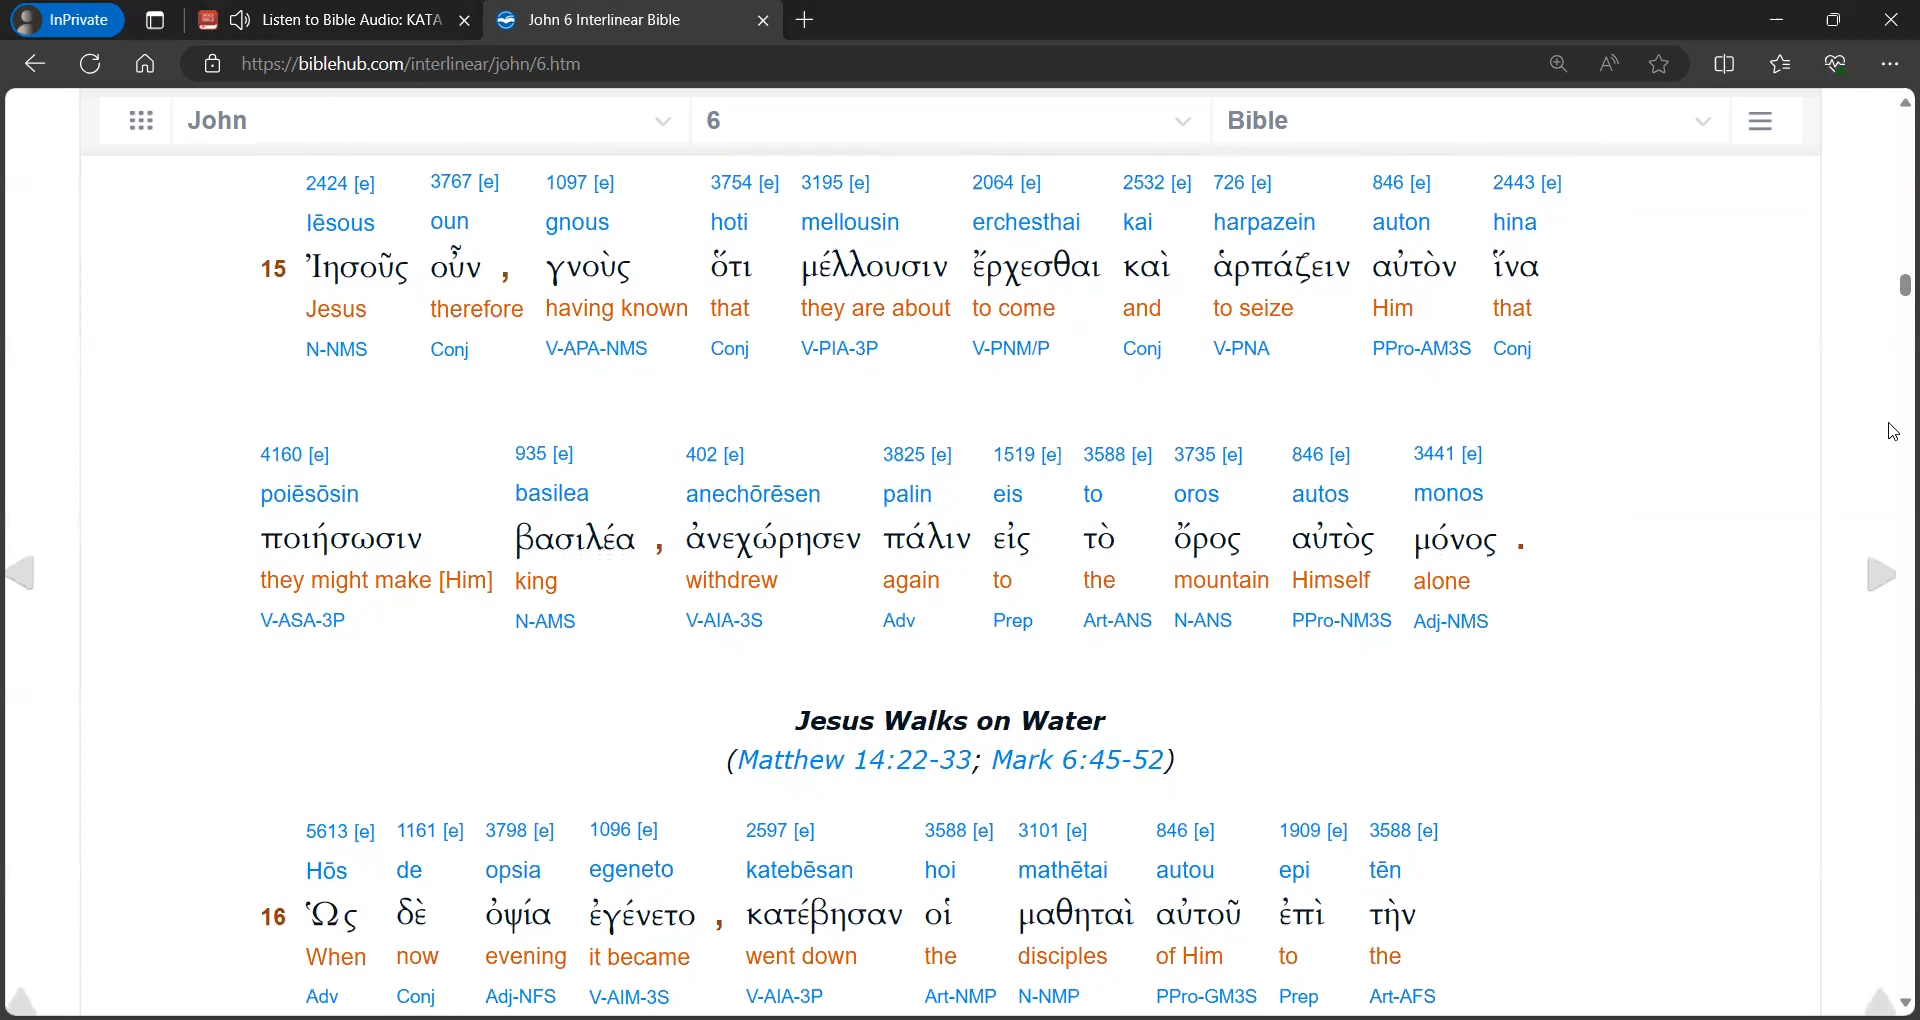 InPrivate
Listen to Bible Audio: KATA
John 6 Interlinear Bible
https://biblehub.com/interlinear/john/6.htm
John 6 Bible
2424 [e] 3767 [e] 1097 [e] 3754 [e] 3195 [e] 2064 [e] 2532 [e] 726 [e] 846 [e] 2443 [e]
Iēsous oun gnous hoti mellousin erchesthai kai harpazein auton hina
15 Ἰησοῦς οὖν , γνοὺς ὅτι μέλλουσιν ἔρχεσθαι καὶ ἁρπάζειν αὐτὸν ἵνα
Jesus therefore having known that they are about to come and to seize Him that
N-NMS Conj V-APA-NMS Conj V-PIA-3P V-PNM/P Conj V-PNA PPro-AM3S Conj
4160 [e] 935 [e] 402 [e] 3825 [e] 1519 [e] 3588 [e] 3735 [e] 846 [e] 3441 [e]
poiēsōsin basilea anechōrēsen palin eis to oros autos monos
ποιήσωσιν βασιλέα , ἀνεχώρησεν πάλιν εἰς τὸ ὄρος αὐτὸς μόνος .
they might make [Him] king withdrew again to the mountain Himself alone
V-ASA-3P N-AMS V-AIA-3S Adv Prep Art-ANS N-ANS PPro-NM3S Adj-NMS
Jesus Walks on Water
(Matthew 14:22-33; Mark 6:45-52)
5613 [e] 1161 [e] 3798 [e] 1096 [e] 2597 [e] 3588 [e] 3101 [e] 846 [e] 1909 [e] 3588 [e]
Hōs de opsia egeneto katebēsan hoi mathētai autou epi tēn
16 Ὡς δὲ ὀψία ἐγένετο , κατέβησαν οἱ μαθηταὶ αὐτοῦ ἐπὶ τὴν
When now evening it became went down the disciples of Him to the
Adv Conj Adj-NFS V-AIM-3S V-AIA-3P Art-NMP N-NMP PPro-GM3S Prep Art-AFS